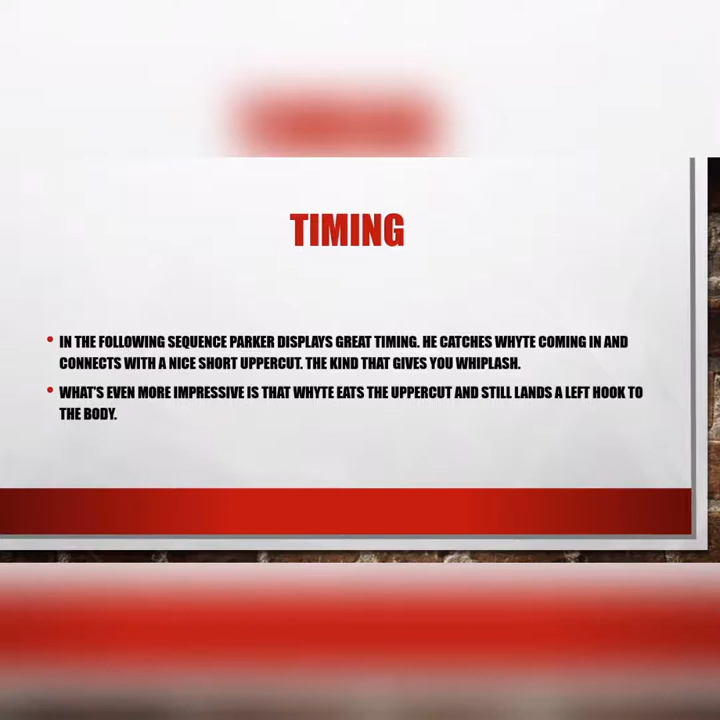 TIMING
• IN THE FOLLOWING SEQUENCE PARKER DISPLAYS GREAT TIMING. HE CATCHES WHYTE COMING IN AND
CONNECTS WITH A NICE SHORT UPPERCUT. THE KIND THAT GIVES YOU WHIPLASH.
• WHAT'S EVEN MORE IMPRESSIVE IS THAT WHYTE EATS THE UPPERCUT AND STILL LANDS A LEFT HOOK TO
THE BODY.